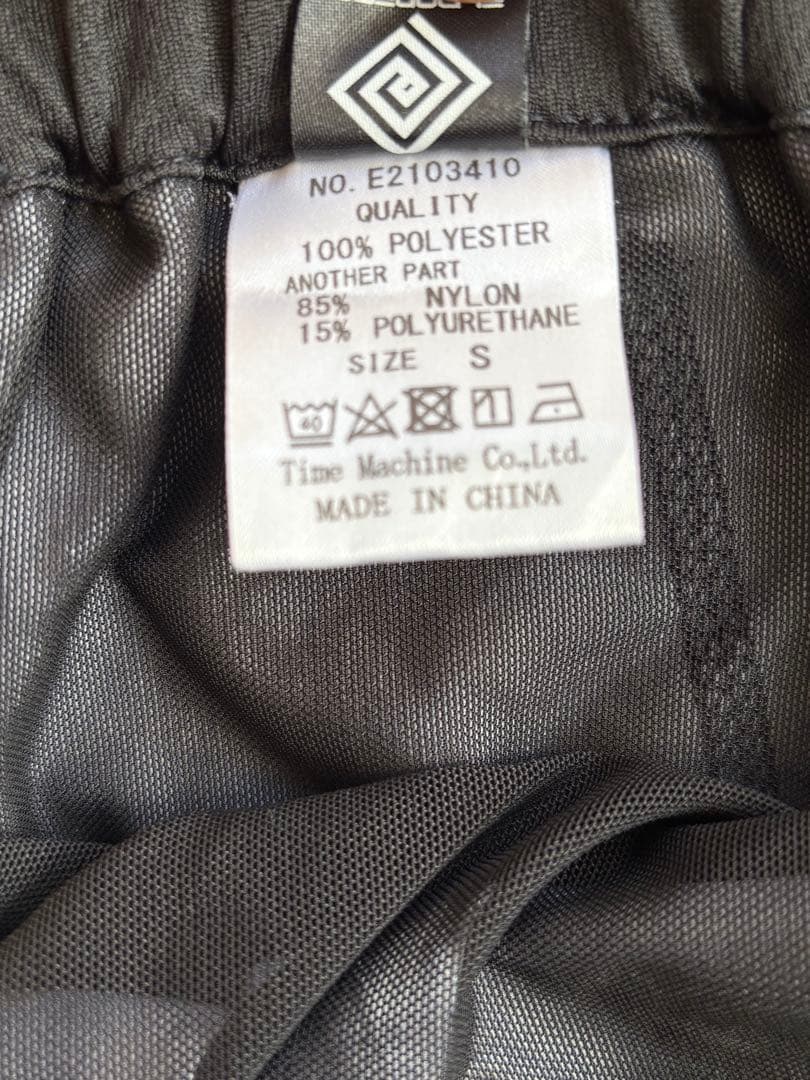 NO. E2103410
QUALITY
100% POLYESTER
ANOTHER PART
85% NYLON
15% POLYURETHANE
SIZE S
40
Time Machine Co.,Ltd.
MADE IN CHINA